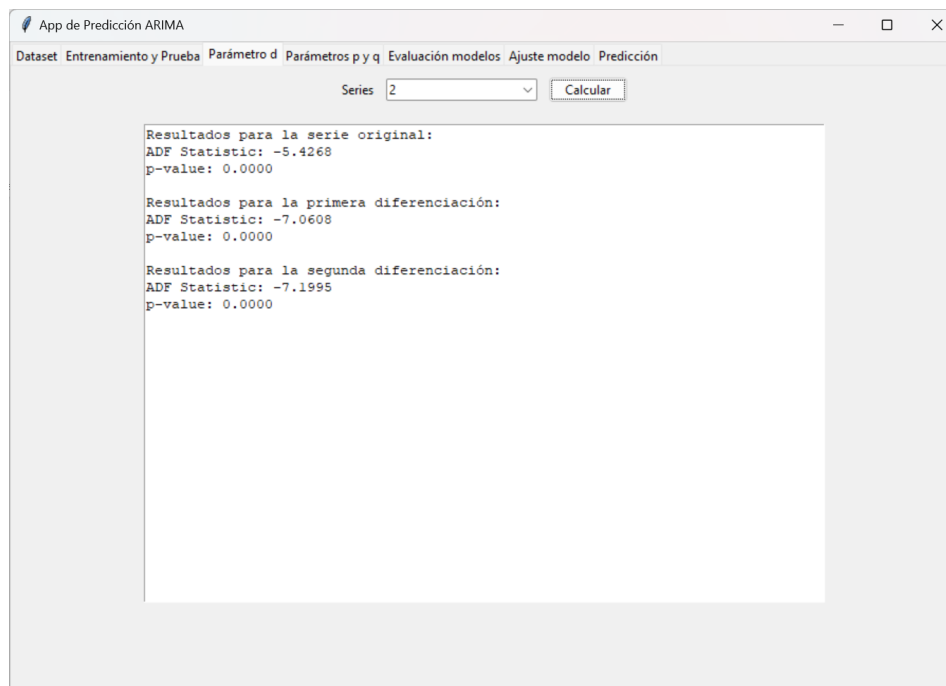 App de Predicción ARIMA
Dataset Entrenamiento y Prueba Parámetro d Parámetros p y q Evaluación modelos Ajuste modelo Predicción
Series 2 Calcular
Resultados para la serie original:
ADF Statistic: -5.4268
p-value: 0.0000
Resultados para la primera diferenciación:
ADF Statistic: -7.0608
p-value: 0.0000
Resultados para la segunda diferenciación:
ADF Statistic: -7.1995
p-value: 0.0000